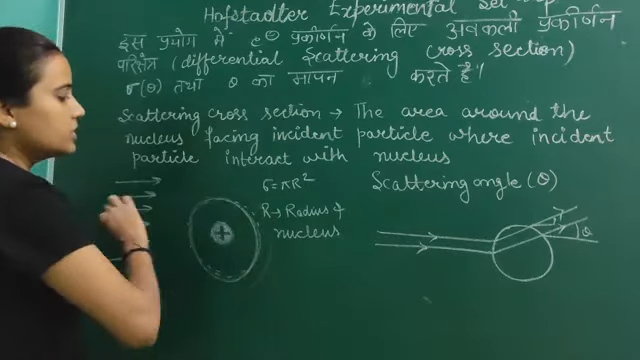 Hofstadter Experimental Set
इस प्रयोग में e⊖ प्रकीर्णन के लिए अवकली प्रकीर्णन
परिक्षेत्र (differential Scattering cross section)
σ(θ) तथा θ का मापन करते है।
Scattering cross section → The area around the
nucleus facing incident particle where incident
particle interact with nucleus
σ=πR²
R→ Radius of
nucleus
+
Scattering angle (θ)
θ